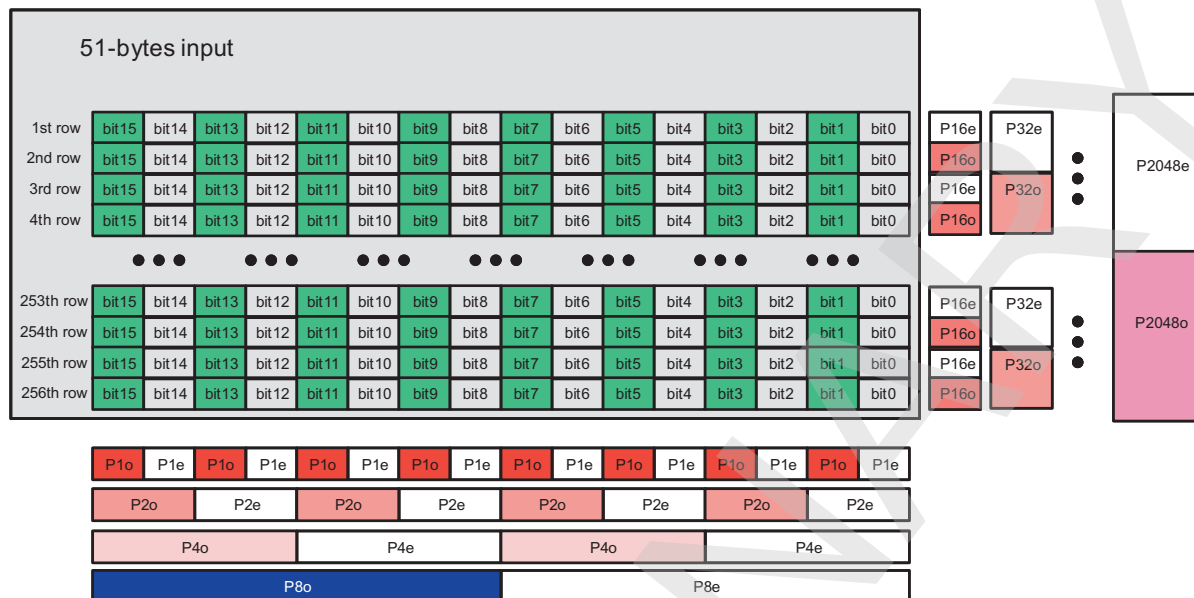 51-bytes input
1st row bit15 bit14 bit13 bit12 bit11 bit10 bit9 bit8 bit7 bit6 bit5 bit4 bit3 bit2 bit1 bit0 P16e P32e
2nd row bit15 bit14 bit13 bit12 bit11 bit10 bit9 bit8 bit7 bit6 bit5 bit4 bit3 bit2 bit1 bit0 P16o P2048e
3rd row bit15 bit14 bit13 bit12 bit11 bit10 bit9 bit8 bit7 bit6 bit5 bit4 bit3 bit2 bit1 bit0 P16e P32o
4th row bit15 bit14 bit13 bit12 bit11 bit10 bit9 bit8 bit7 bit6 bit5 bit4 bit3 bit2 bit1 bit0 P16o
253th row bit15 bit14 bit13 bit12 bit11 bit10 bit9 bit8 bit7 bit6 bit5 bit4 bit3 bit2 bit1 bit0 P16e P32e
254th row bit15 bit14 bit13 bit12 bit11 bit10 bit9 bit8 bit7 bit6 bit5 bit4 bit3 bit2 bit1 bit0 P16o P2048o
255th row bit15 bit14 bit13 bit12 bit11 bit10 bit9 bit8 bit7 bit6 bit5 bit4 bit3 bit2 bit1 bit0 P16e P32o
256th row bit15 bit14 bit13 bit12 bit11 bit10 bit9 bit8 bit7 bit6 bit5 bit4 bit3 bit2 bit1 bit0 P16o
P1o P1e P1o P1e P1o P1e P1o P1e P1o P1e P1o P1e P1o P1e P1o P1e
P2o P2e P2o P2e P2o P2e P2o P2e
P4o P4e P4o P4e
P8o P8e